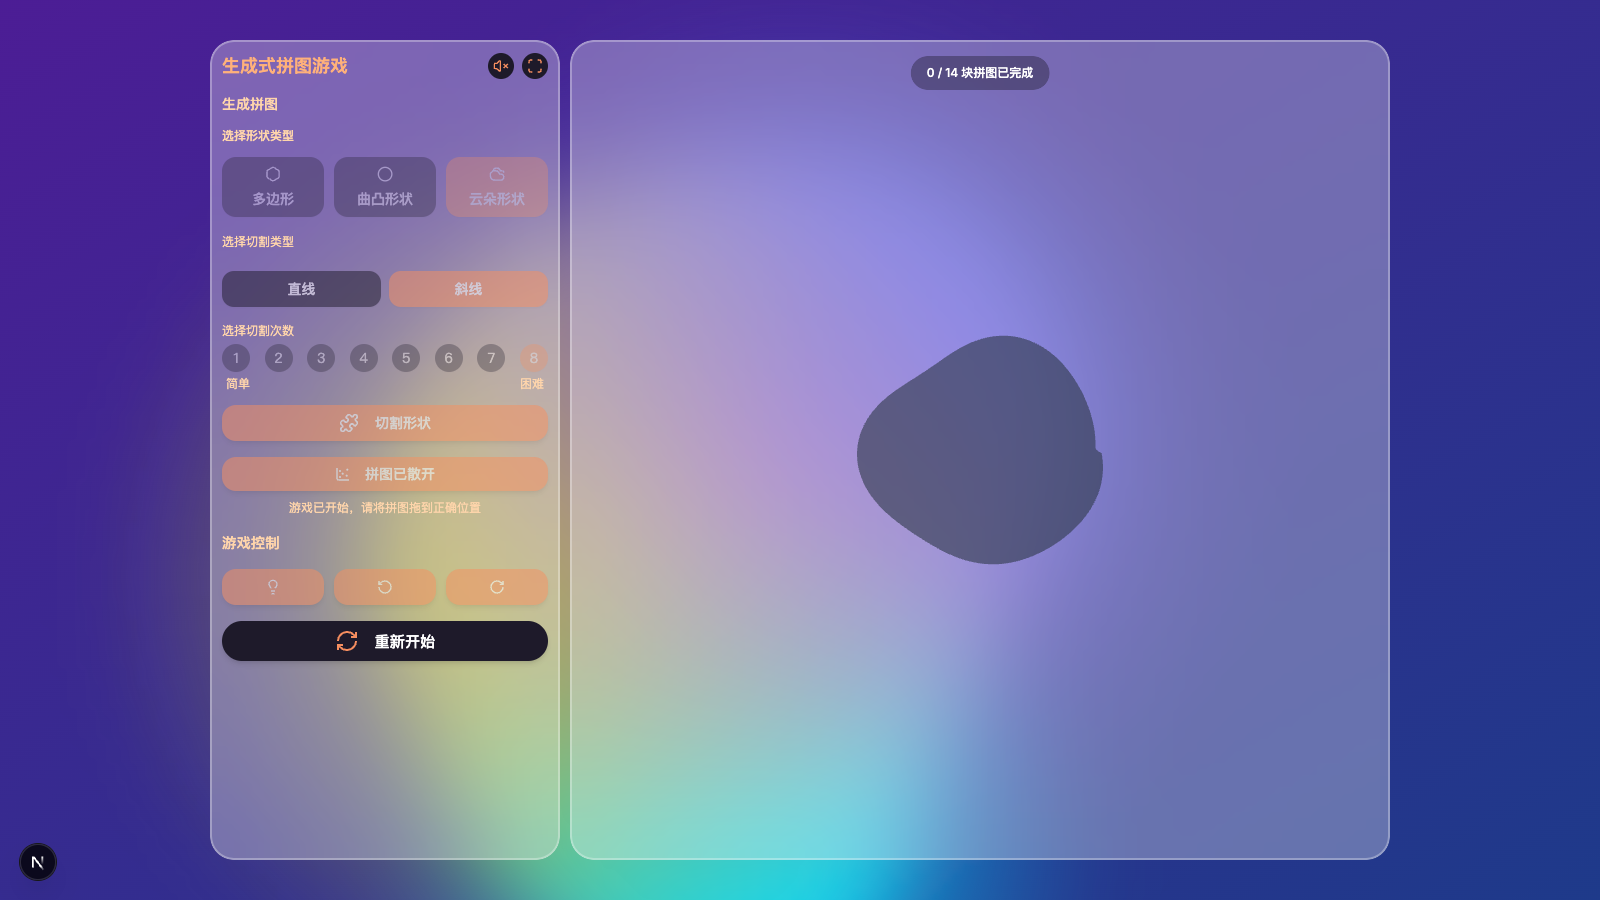 生成式拼图游戏
生成拼图
选择形状类型
多边形 曲凸形状 云朵形状
选择切割类型
直线 斜线
选择切割次数
1 2 3 4 5 6 7 8
简单 困难
切割形状
拼图已散开
游戏已开始，请将拼图拖到正确位置
游戏控制
重新开始
0 / 14 块拼图已完成
N